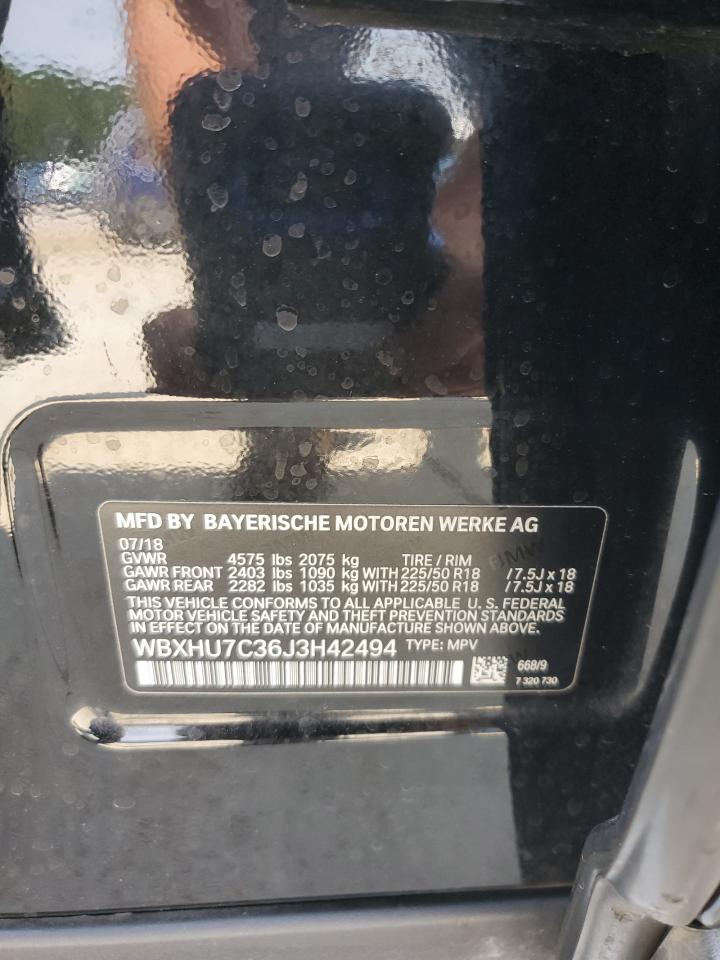 MFD BY BAYERISCHE MOTOREN WERKE AG
07/18
GVWR 4575 lbs 2075 kg TIRE / RIM
GAWR FRONT 2403 lbs 1090 kg WITH 225/50 R18 /7.5J x 18
GAWR REAR 2282 lbs 1035 kg WITH 225/50 R18 /7.5J x 18
THIS VEHICLE CONFORMS TO ALL APPLICABLE U. S. FEDERAL
MOTOR VEHICLE SAFETY AND THEFT PREVENTION STANDARDS
IN EFFECT ON DATE OF MANUFACTURE SHOWN ABOVE.
WBXHU7C36J3H42494 TYPE: MPV
668/9
7 320 730
BMW